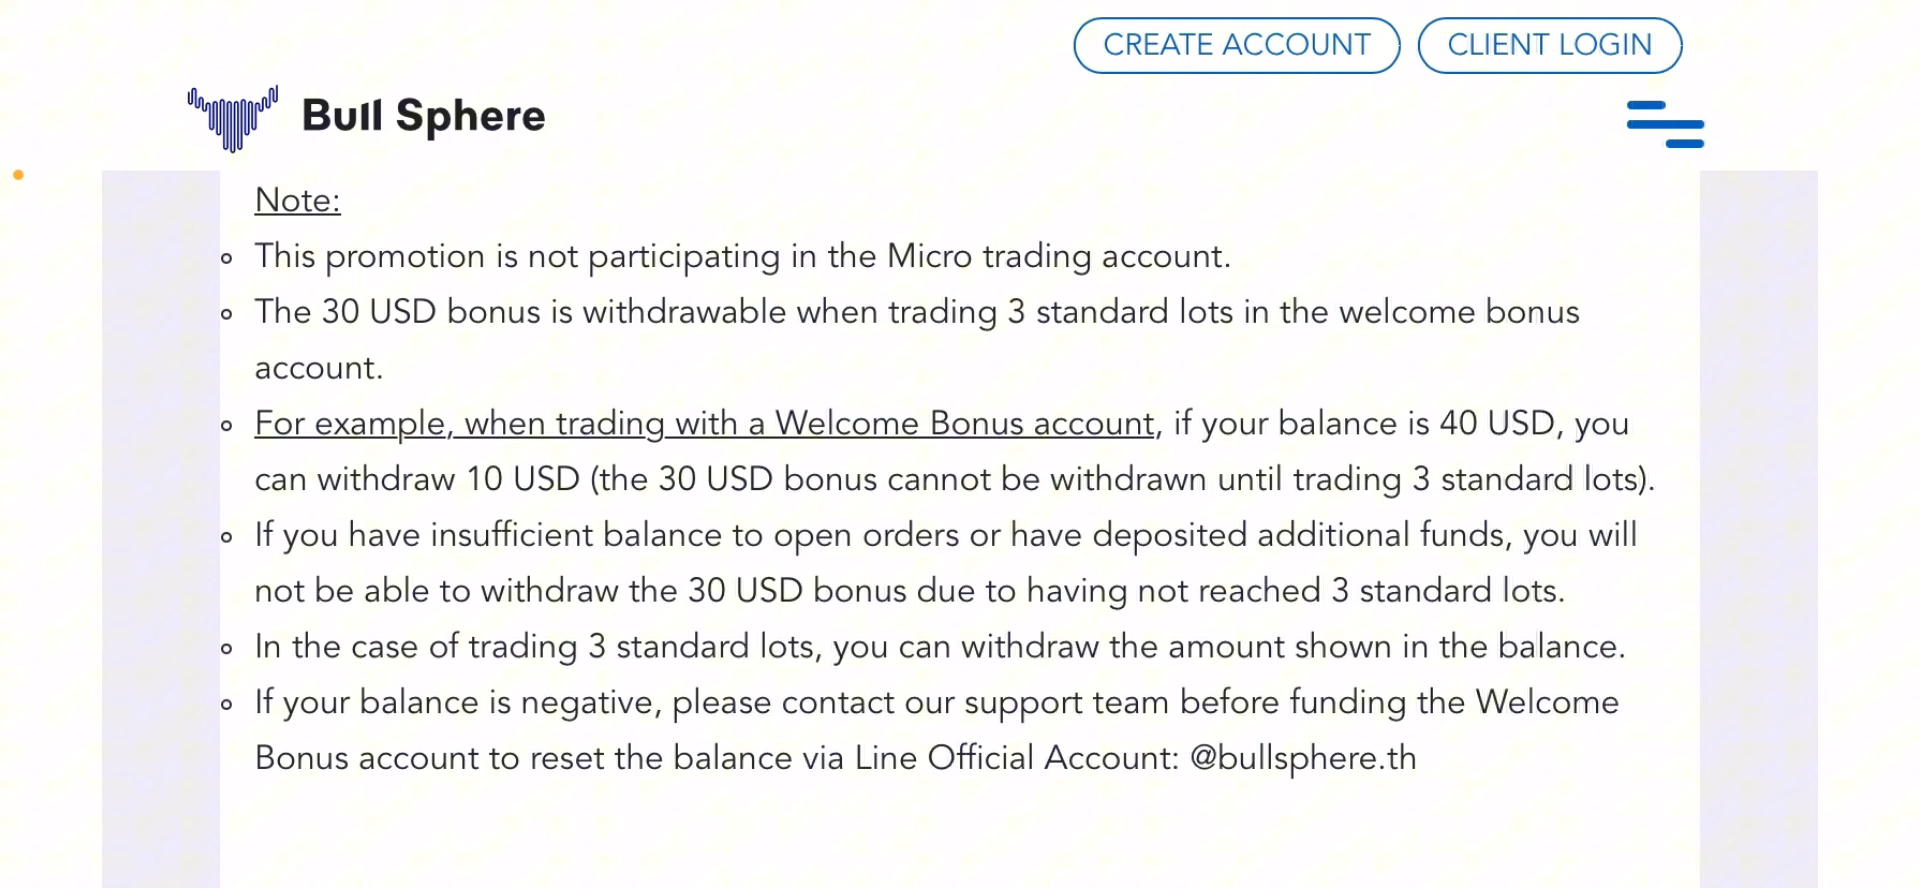 CREATE ACCOUNT CLIENT LOGIN
Bull Sphere
Note:
This promotion is not participating in the Micro trading account.
The 30 USD bonus is withdrawable when trading 3 standard lots in the welcome bonus
account.
For example, when trading with a Welcome Bonus account, if your balance is 40 USD, you
can withdraw 10 USD (the 30 USD bonus cannot be withdrawn until trading 3 standard lots).
If you have insufficient balance to open orders or have deposited additional funds, you will
not be able to withdraw the 30 USD bonus due to having not reached 3 standard lots.
In the case of trading 3 standard lots, you can withdraw the amount shown in the balance.
If your balance is negative, please contact our support team before funding the Welcome
Bonus account to reset the balance via Line Official Account: @bullsphere.th